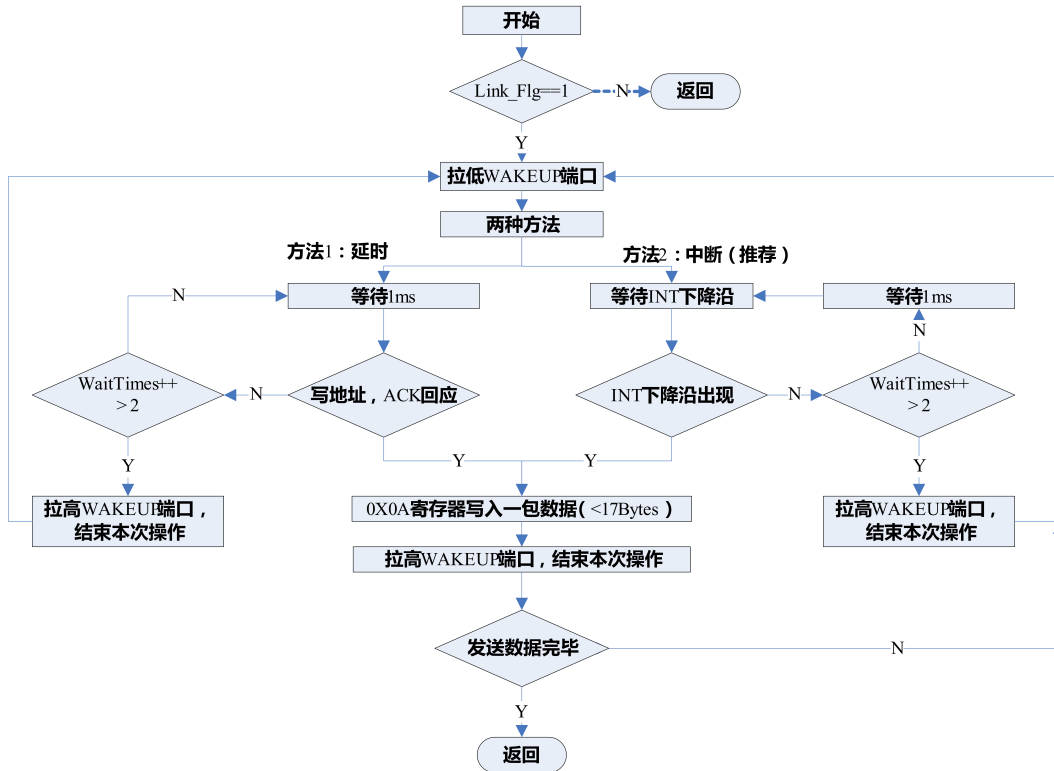 开始
Link_Flg==1
N
返回
Y
拉低WAKEUP端口
两种方法
方法1：延时
方法2：中断（推荐）
N
等待1ms
等待INT下降沿
等待1ms
N
WaitTimes++
>2
N
写地址，ACK回应
INT下降沿出现
N
WaitTimes++
>2
Y
Y
Y
Y
拉高WAKEUP端口，
结束本次操作
0X0A寄存器写入一包数据（<17Bytes）
拉高WAKEUP端口，
结束本次操作
拉高WAKEUP端口，结束本次操作
发送数据完毕
N
Y
返回